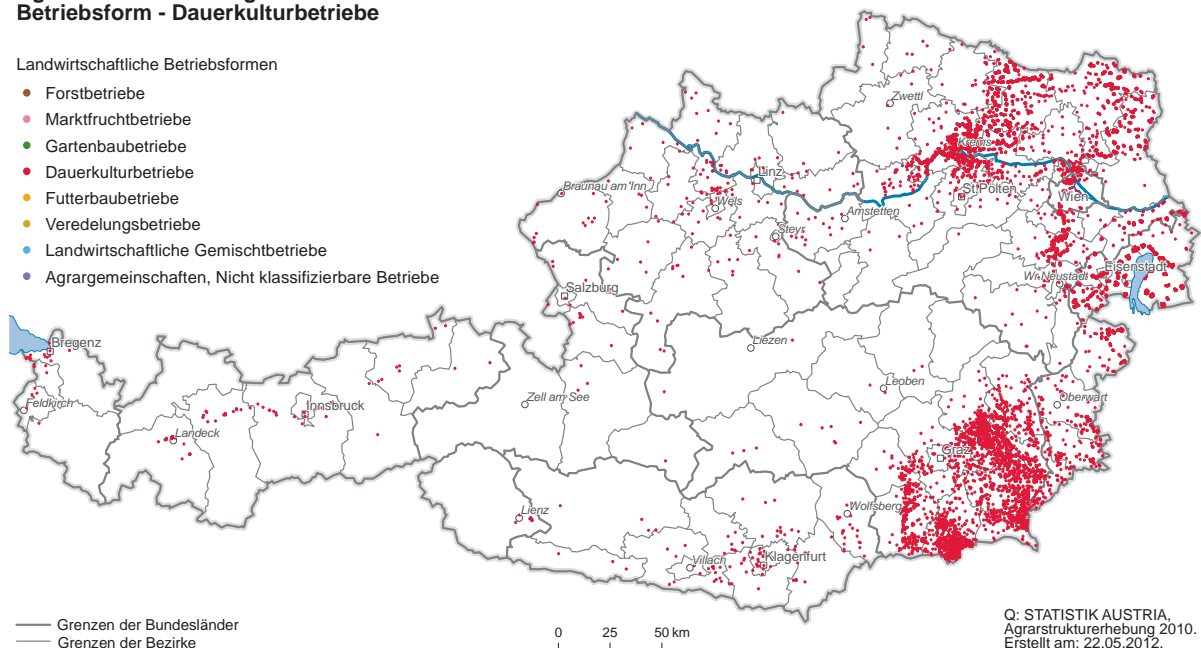 Betriebsform - Dauerkulturbetriebe
Landwirtschaftliche Betriebsformen
Forstbetriebe
Marktfruchtbetriebe
Gartenbaubetriebe
Dauerkulturbetriebe
Futterbaubetriebe
Veredelungsbetriebe
Landwirtschaftliche Gemischtbetriebe
Agrargemeinschaften, Nicht klassifizierbare Betriebe
Zwettl
Krems
Linz
Braunau am Inn
Wels
St. Pölten
Wien
Amstetten
Steyr
Eisenstadt
Wr. Neustadt
Salzburg
Bregenz
Liezen
Leoben
Zell am See
Oberwart
Feldkirch
Innsbruck
Landeck
Graz
Lienz
Wolfsberg
Villach
Klagenfurt
Grenzen der Bundesländer
Grenzen der Bezirke
0 25 50 km
Q: STATISTIK AUSTRIA,
Agrarstrukturerhebung 2010.
Erstellt am: 22.05.2012.